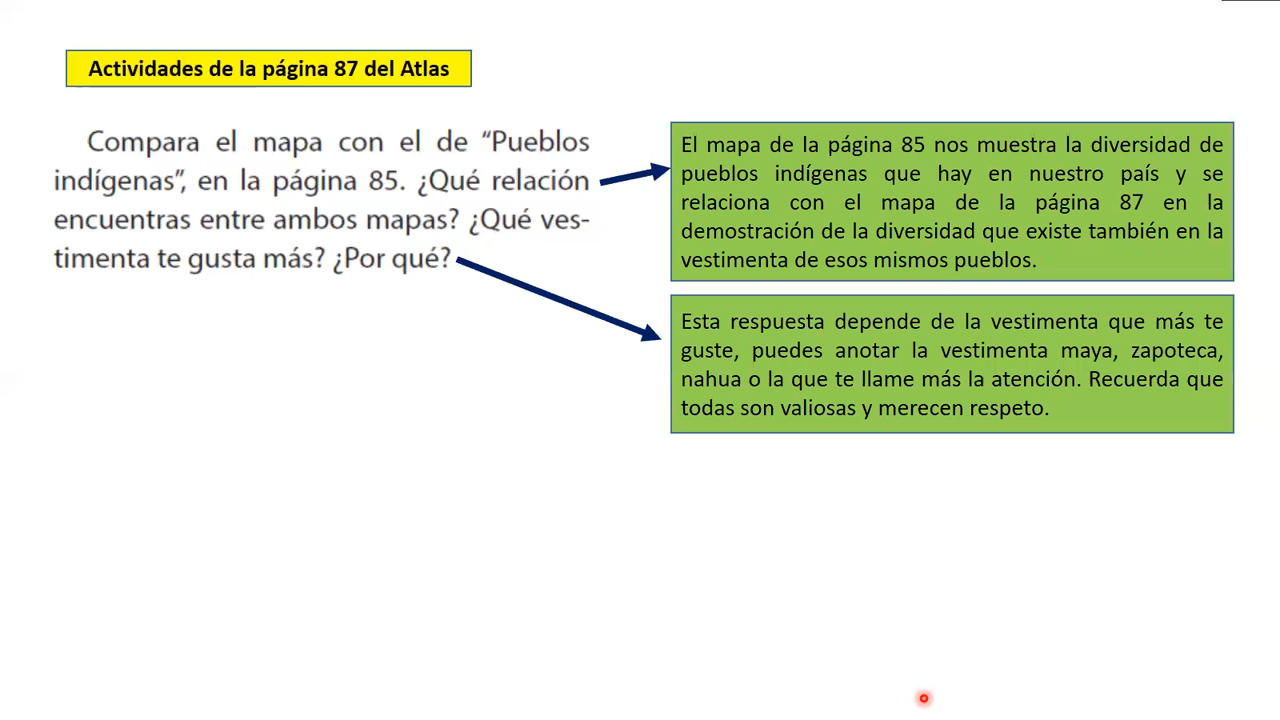 Actividades de la página 87 del Atlas
Compara el mapa con el de “Pueblos
indígenas”, en la página 85. ¿Qué relación
encuentras entre ambos mapas? ¿Qué ves-
timenta te gusta más? ¿Por qué?
El mapa de la página 85 nos muestra la diversidad de
pueblos indígenas que hay en nuestro país y se
relaciona con el mapa de la página 87 en la
demostración de la diversidad que existe también en la
vestimenta de esos mismos pueblos.
Esta respuesta depende de la vestimenta que más te
guste, puedes anotar la vestimenta maya, zapoteca,
nahua o la que te llame más la atención. Recuerda que
todas son valiosas y merecen respeto.